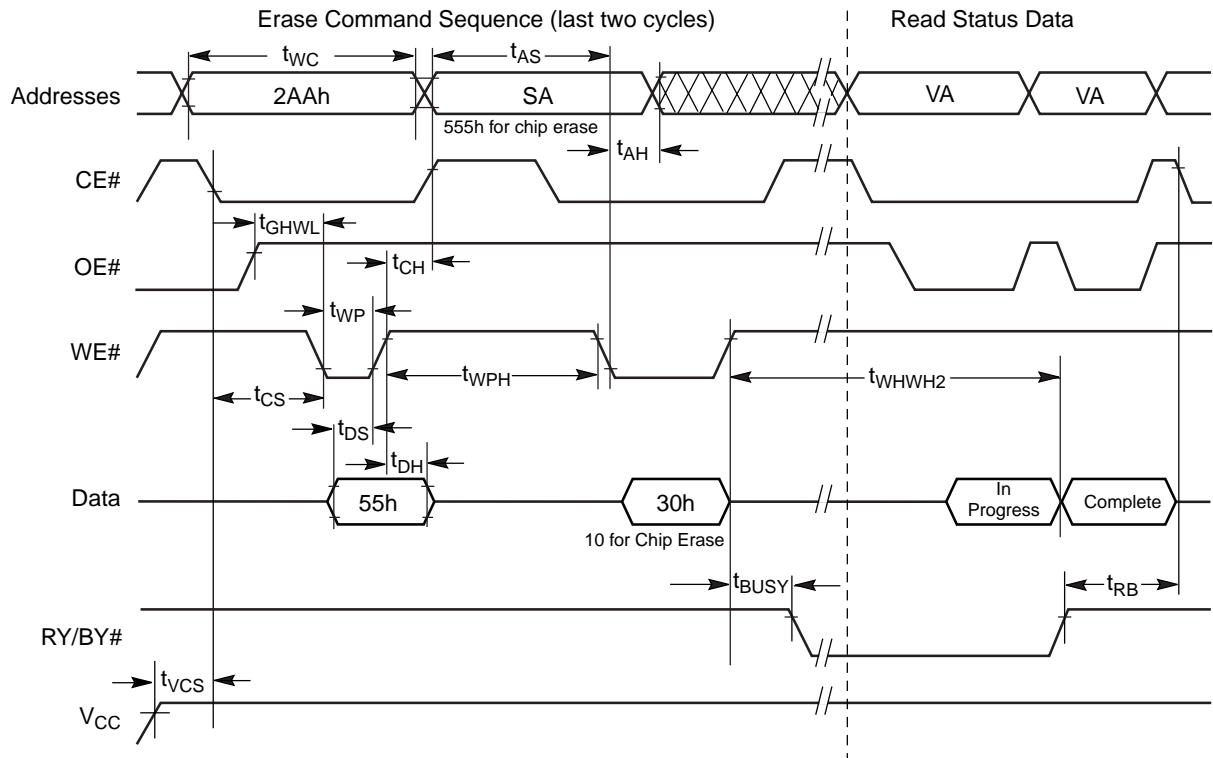 Erase Command Sequence (last two cycles)
Read Status Data
tWC
tAS
Addresses
2AAh
SA
VA
VA
555h for chip erase
tAH
CE#
tGHWL
OE#
tCH
tWP
WE#
tWPH
tWHWH2
tCS
tDS
tDH
Data
55h
30h
In
Progress
Complete
10 for Chip Erase
tBUSY
tRB
RY/BY#
tVCS
VCC